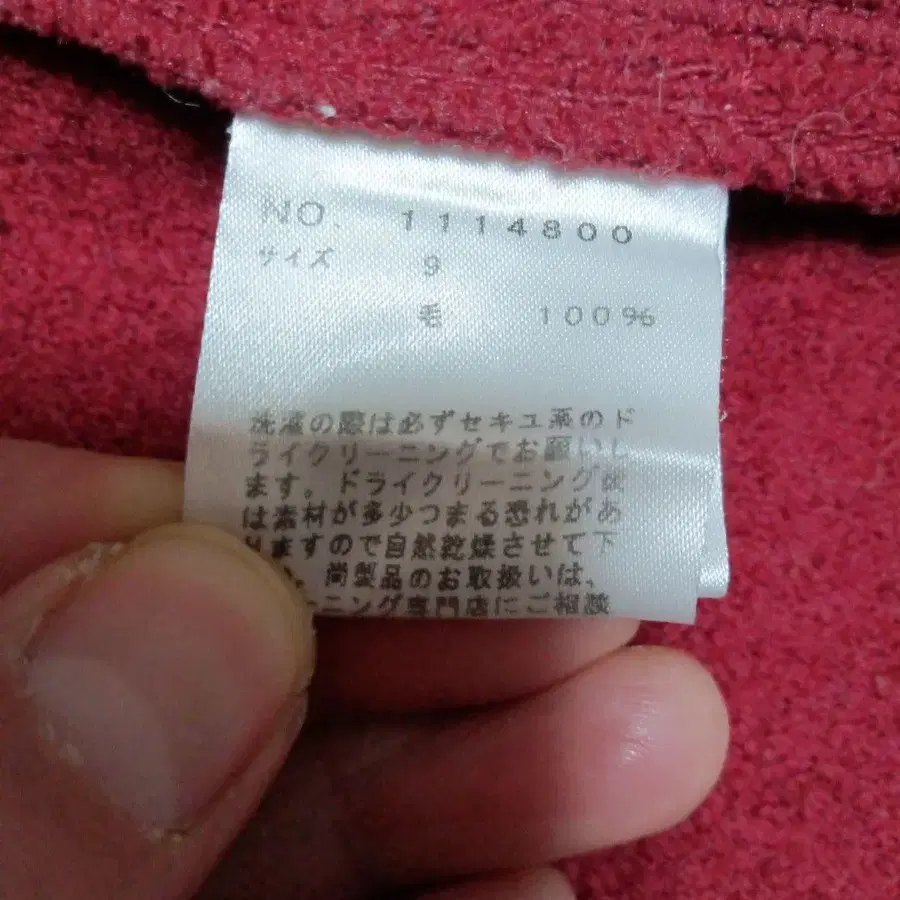 NO. 1114800
サイズ 9
毛 100%
洗濯の際は必ずセキユ系のド
ライクリーニングでお願いし
ます。ドライクリーニング後
は素材が多少つまる恐れがあ
りますので自然乾燥させて下
。尚製品のお取扱いは、
ーニング専門店にご相談